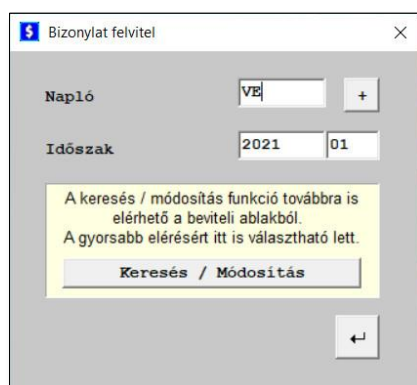 $ Bizonylat felvitel
Napló VE +
Időszak 2021 01
A keresés / módosítás funkció továbbra is
elérhető a beviteli ablakból.
A gyorsabb elérésért itt is választható lett.
Keresés / Módosítás